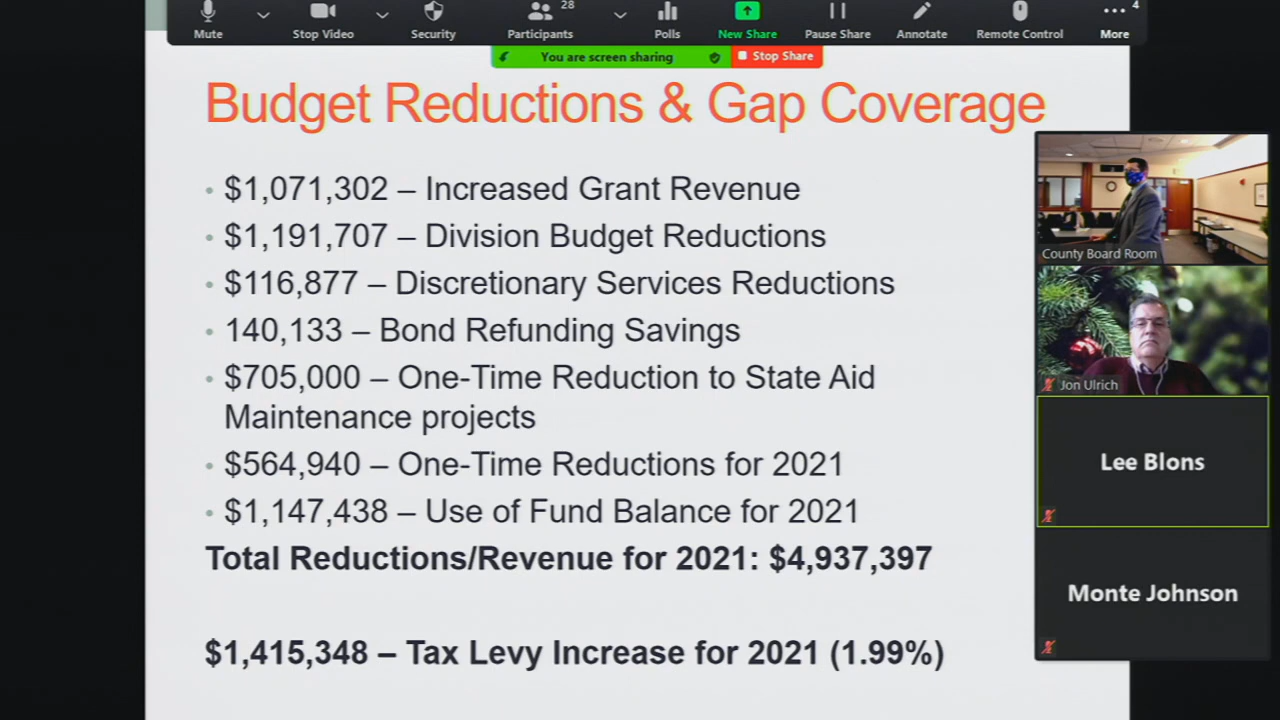 28
4
Mute
Stop Video
Security
Participants
Polls
New Share
Pause Share
Annotate
Remote Control
More
You are screen sharing
Stop Share
Budget Reductions & Gap Coverage
• $1,071,302 – Increased Grant Revenue
• $1,191,707 – Division Budget Reductions
• $116,877 – Discretionary Services Reductions
• 140,133 – Bond Refunding Savings
• $705,000 – One-Time Reduction to State Aid
Maintenance projects
• $564,940 – One-Time Reductions for 2021
• $1,147,438 – Use of Fund Balance for 2021
Total Reductions/Revenue for 2021: $4,937,397
$1,415,348 – Tax Levy Increase for 2021 (1.99%)
County Board Room
Jon Ulrich
Lee Blons
Monte Johnson